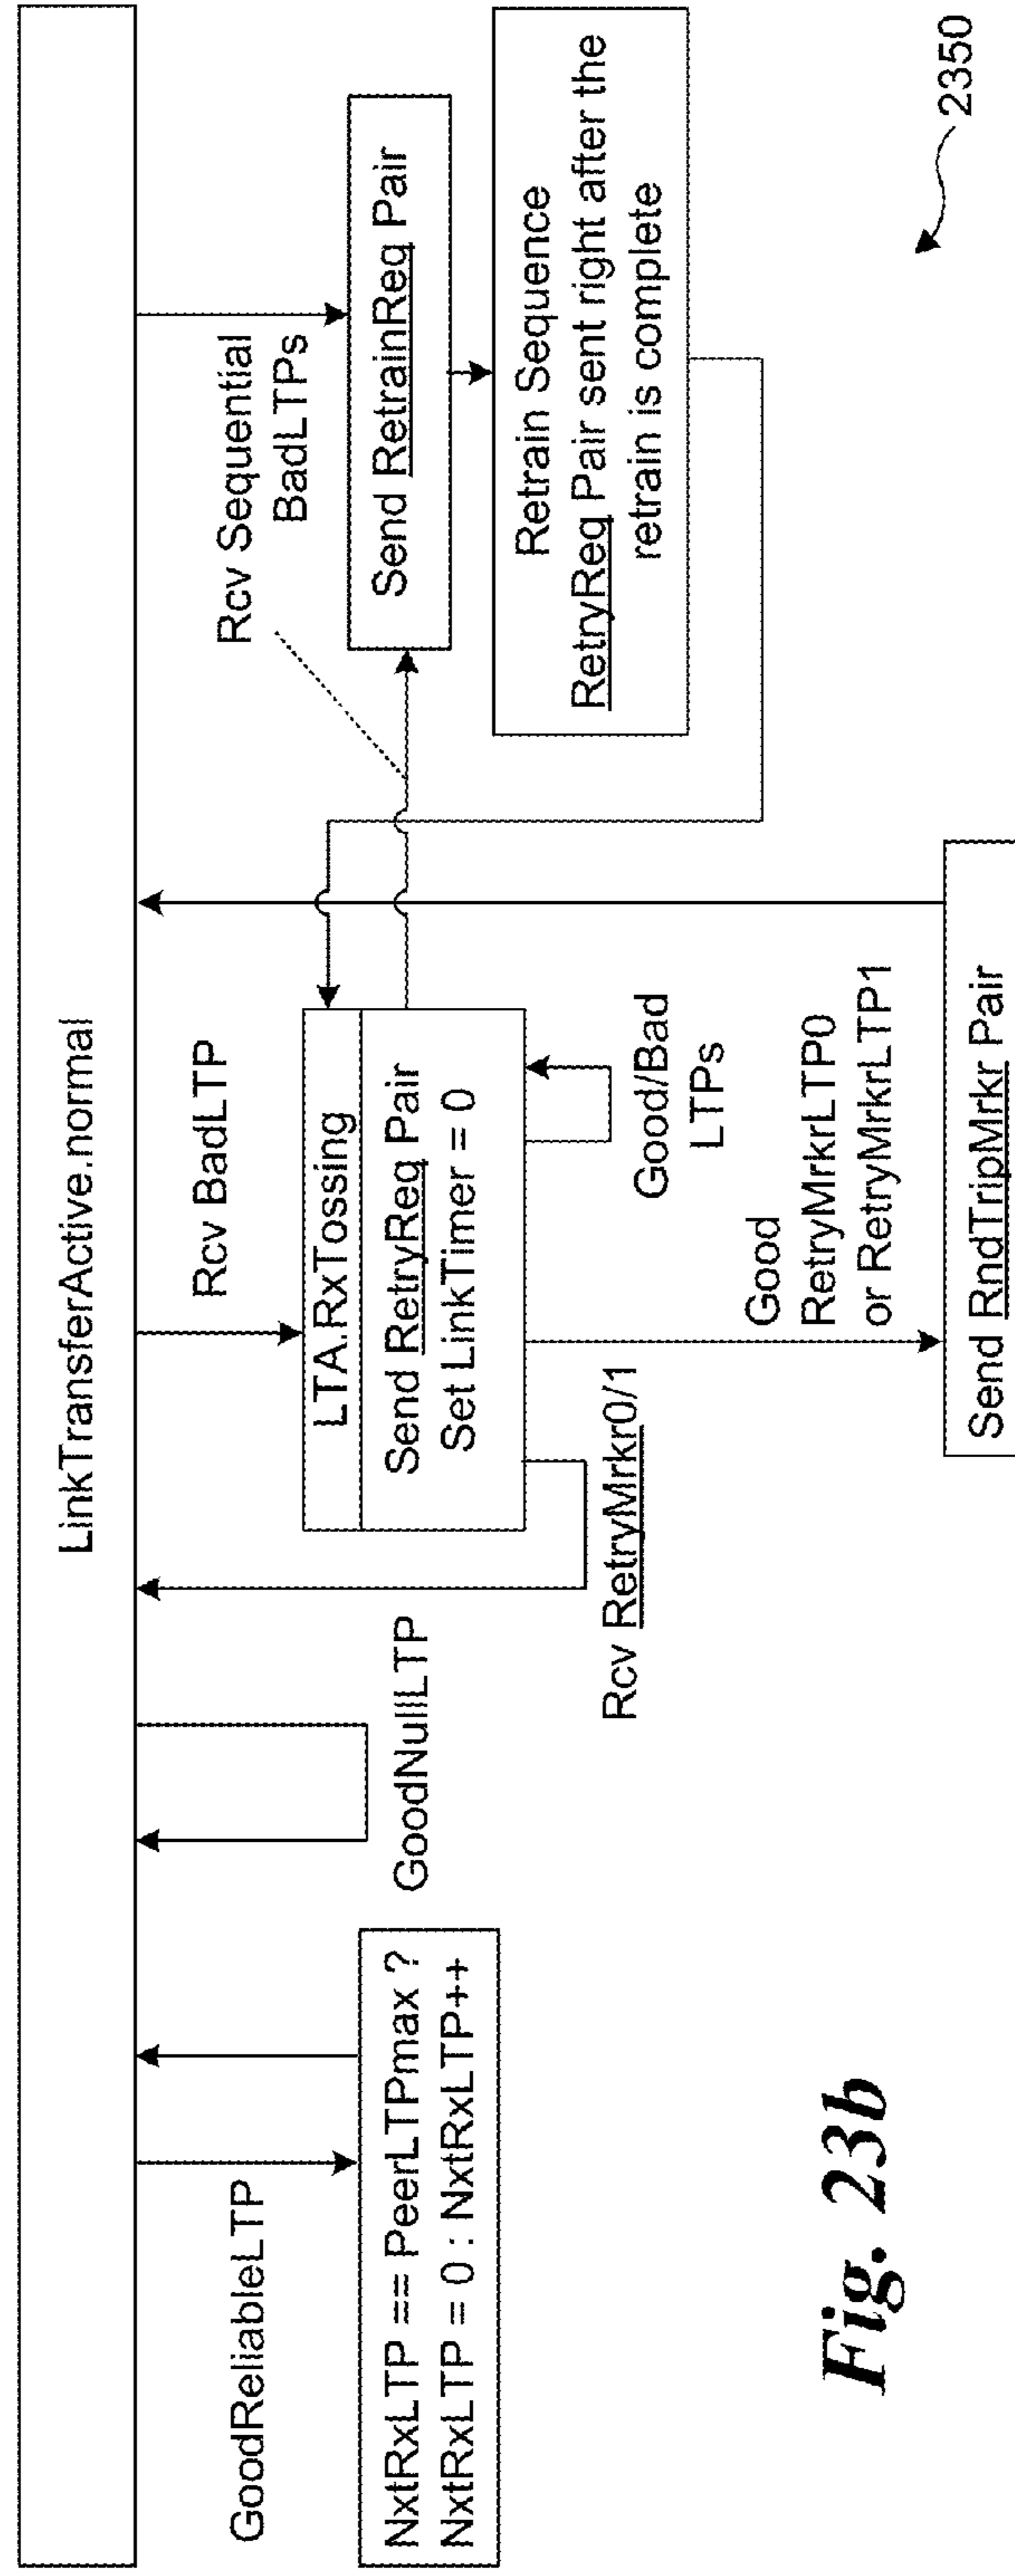 LinkTransferActive.normal
GoodReliableLTP
NxtRxLTP == PeerLTPmax ?
NxtRxLTP = 0 : NxtRxLTP++
GoodNullLTP
Rcv BadLTP
LTA.RxTossing
Send RetryReq Pair
Set LinkTimer = 0
Rcv RetryMrkr0/1
Good/Bad
LTPs
Good
RetryMrkrLTP0
or RetryMrkrLTP1
Send RndTripMrkr Pair
Rcv Sequential
BadLTPs
Send RetrainReq Pair
Retrain Sequence
RetryReq Pair sent right after the
retrain is complete
2350
Fig. 23b